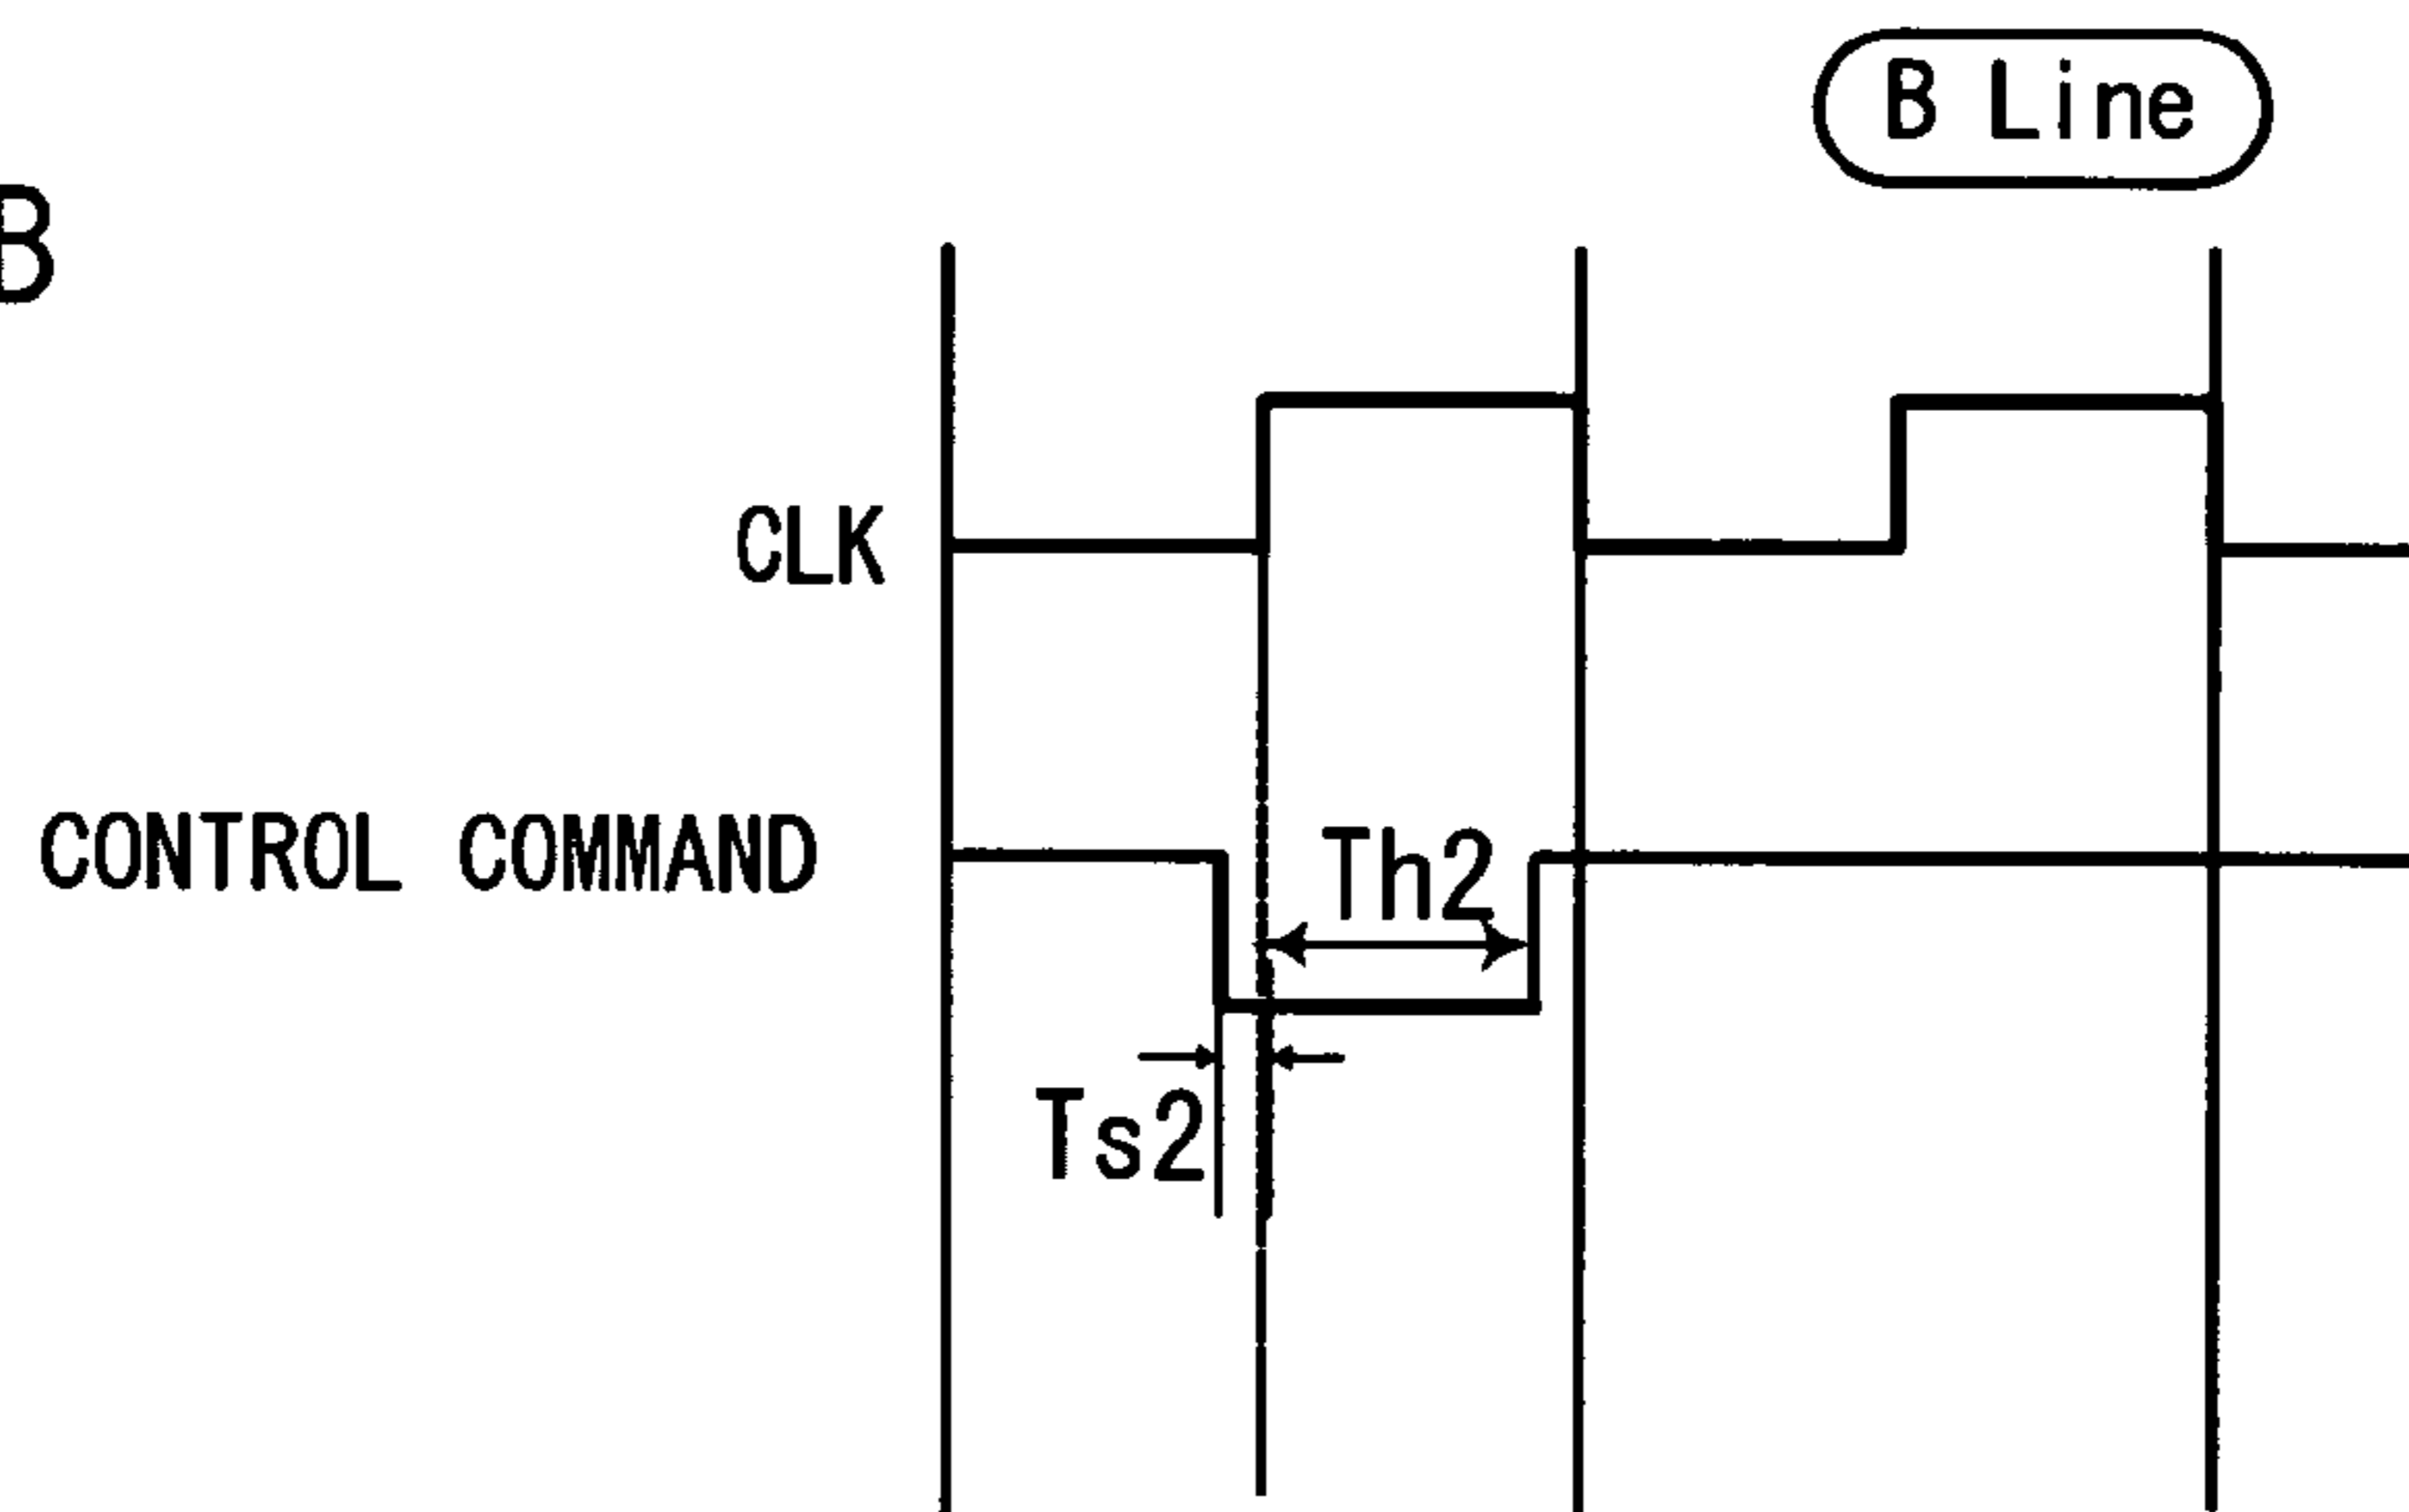 B Line
B
CLK
CONTROL COMMAND
Th2
Ts2